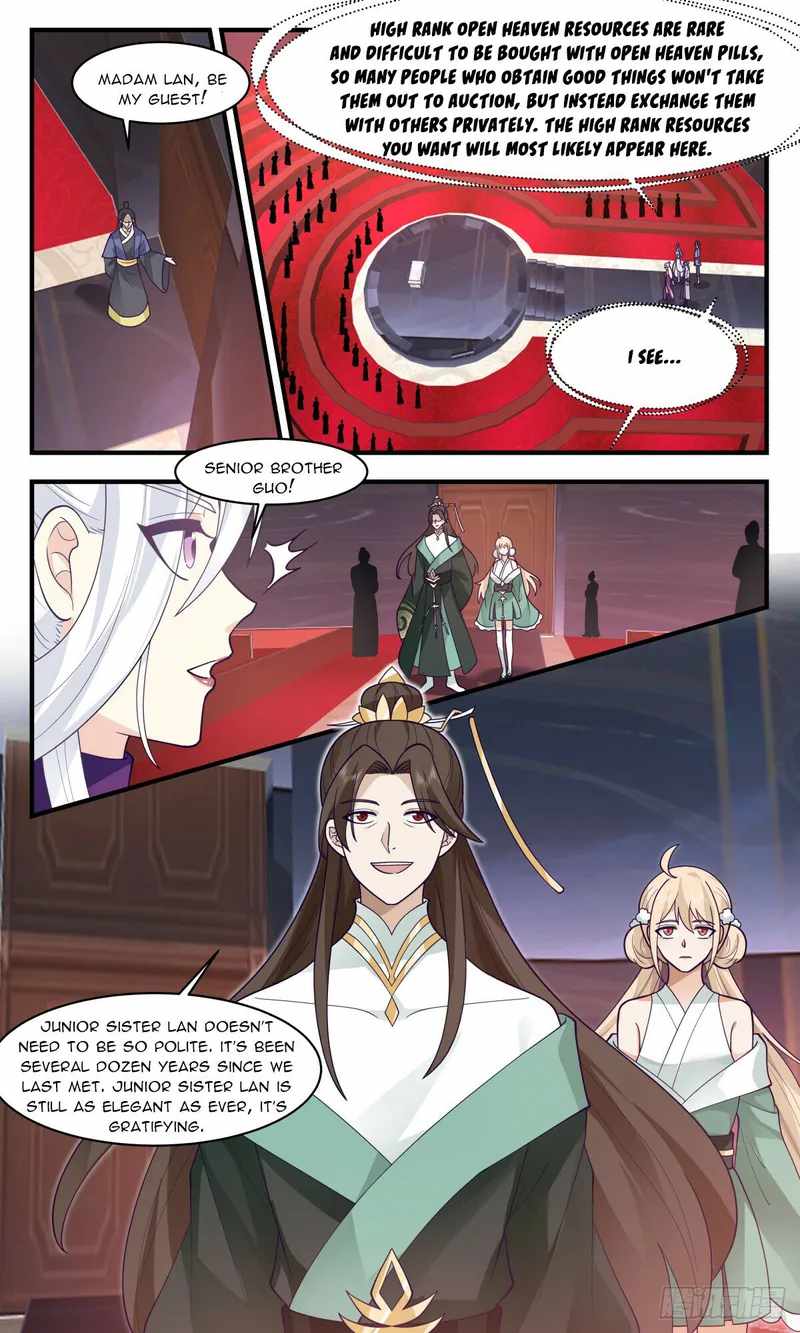 MADAM LAN, BE
MY GUEST!
HIGH RANK OPEN HEAVEN RESOURCES ARE RARE
AND DIFFICULT TO BE BOUGHT WITH OPEN HEAVEN PILLS,
SO MANY PEOPLE WHO OBTAIN GOOD THINGS WON'T TAKE
THEM OUT TO AUCTION, BUT INSTEAD EXCHANGE THEM
WITH OTHERS PRIVATELY. THE HIGH RANK RESOURCES
YOU WANT WILL MOST LIKELY APPEAR HERE.
I SEE...
SENIOR BROTHER
GUO!
JUNIOR SISTER LAN DOESN'T
NEED TO BE SO POLITE. IT'S BEEN
SEVERAL DOZEN YEARS SINCE WE
LAST MET. JUNIOR SISTER LAN IS
STILL AS ELEGANT AS EVER, IT'S
GRATIFYING.
腾讯动漫